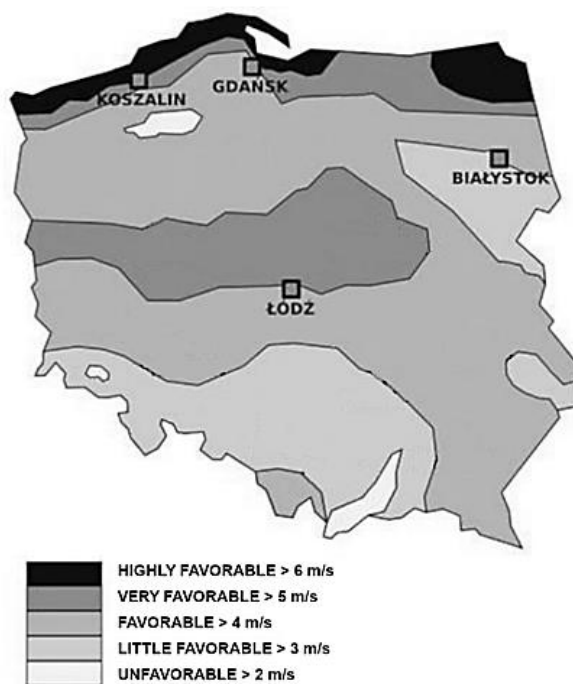 KOSZALIN
GDAŃSK
BIAŁYSTOK
ŁÓDŹ
HIGHLY FAVORABLE > 6 m/s
VERY FAVORABLE > 5 m/s
FAVORABLE > 4 m/s
LITTLE FAVORABLE > 3 m/s
UNFAVORABLE > 2 m/s